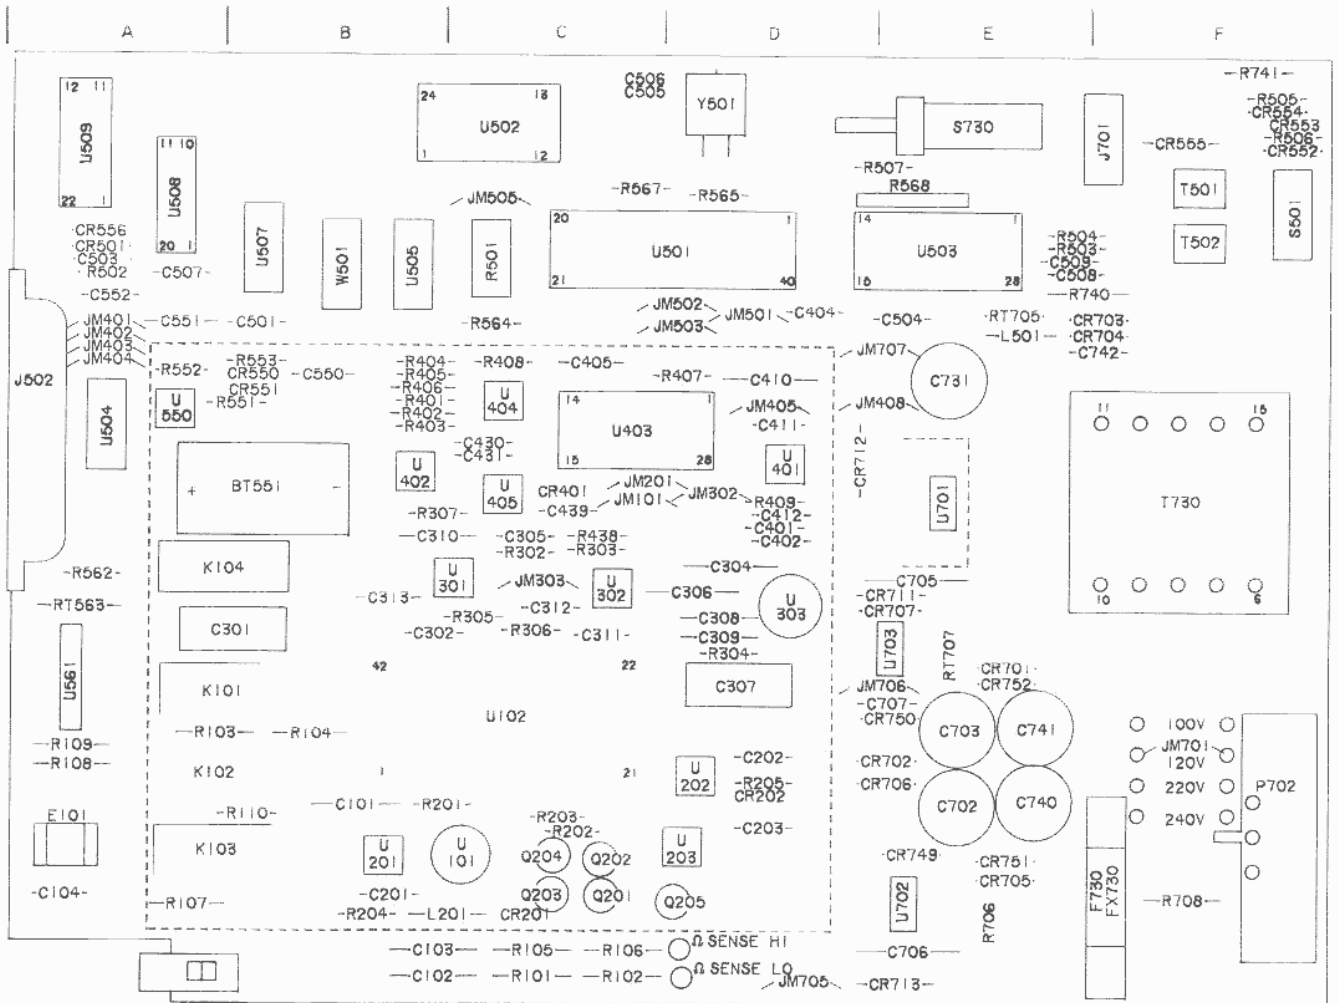 A B C D E F
-R741-
C506
C505
12 11
U509
22 1
11 10
U508
20 1
24 13
U502
1 12
Y501
S730
J701
-R505-
CR554-
CR553
-R506-
-CR552-
-CR555-
-R507-
R568
T501
T502
S501
JM505
-R567-
-R565-
-CR556
-CR501-
-C503-
-R502
-C507-
U507
W501
U505
R501
20 1
U501
21 40
14 1
U503
15 28
-R504-
-R503-
-C509-
-C508-
-R740-
-C552-
JM401
JM402
JM403
JM404
-C551-
-C501-
-R564-
JM502
JM503
JM501
-C404-
-C504-
RT705-
-L501-
-CR703-
-CR704-
-C742-
J502
-R552-
-R553-
CR550
CR551
-R551-
-C550-
-R404-
-R405-
-R406-
-R401-
-R402-
-R403-
-R408-
-C405-
-R407-
-C410-
JM707
C731
U504
U
550
U
404
14 1
U403
15 28
JM405
-C411-
JM408
11 15
T730
10 6
-C430-
-C431-
U
402
U
405
U
401
-CR712-
U701
+ BT551 -
CR401
-C439-
JM201
JM101
JM302
-R409-
-C412-
-C401-
-C402-
-R307-
-C310-
-C305-
-R302-
-R438-
-R303-
-R562-
-RT563-
K104
C301
U
301
JM303
U
302
-C304-
C306-
U
303
-C308-
-C309-
-R304-
-C705-
-CR711-
-CR707-
-C313-
-C302-
-R305-
-C312-
-R306-
-C311-
U703
RT707
U561
K101
42 22
U102
1 21
C307
JM706
-C707-
-CR750-
-CR701-
-CR752-
C703
C741
C702
C740
-R109-
-R108-
-R103-
-R104-
K102
-R110-
-C101-
-R201-
U
202
-C202-
-R205-
CR202
-C203-
-CR702-
-CR706-
100V
JM701
120V
220V
240V
P702
E101
K103
U
201
U
101
-R203-
-R202-
Q204
Q202
Q203
Q201
U
203
Q205
-CR749-
-CR751-
-CR705-
-C104-
-R107-
-C201-
-R204-
-L201-
CR201
U702
R706
F730
FX730
-R708-
-C103-
-R105-
-R106-
Ω SENSE HI
-C706-
-C102-
-R101-
-R102-
Ω SENSE LO
JM705
-CR713-